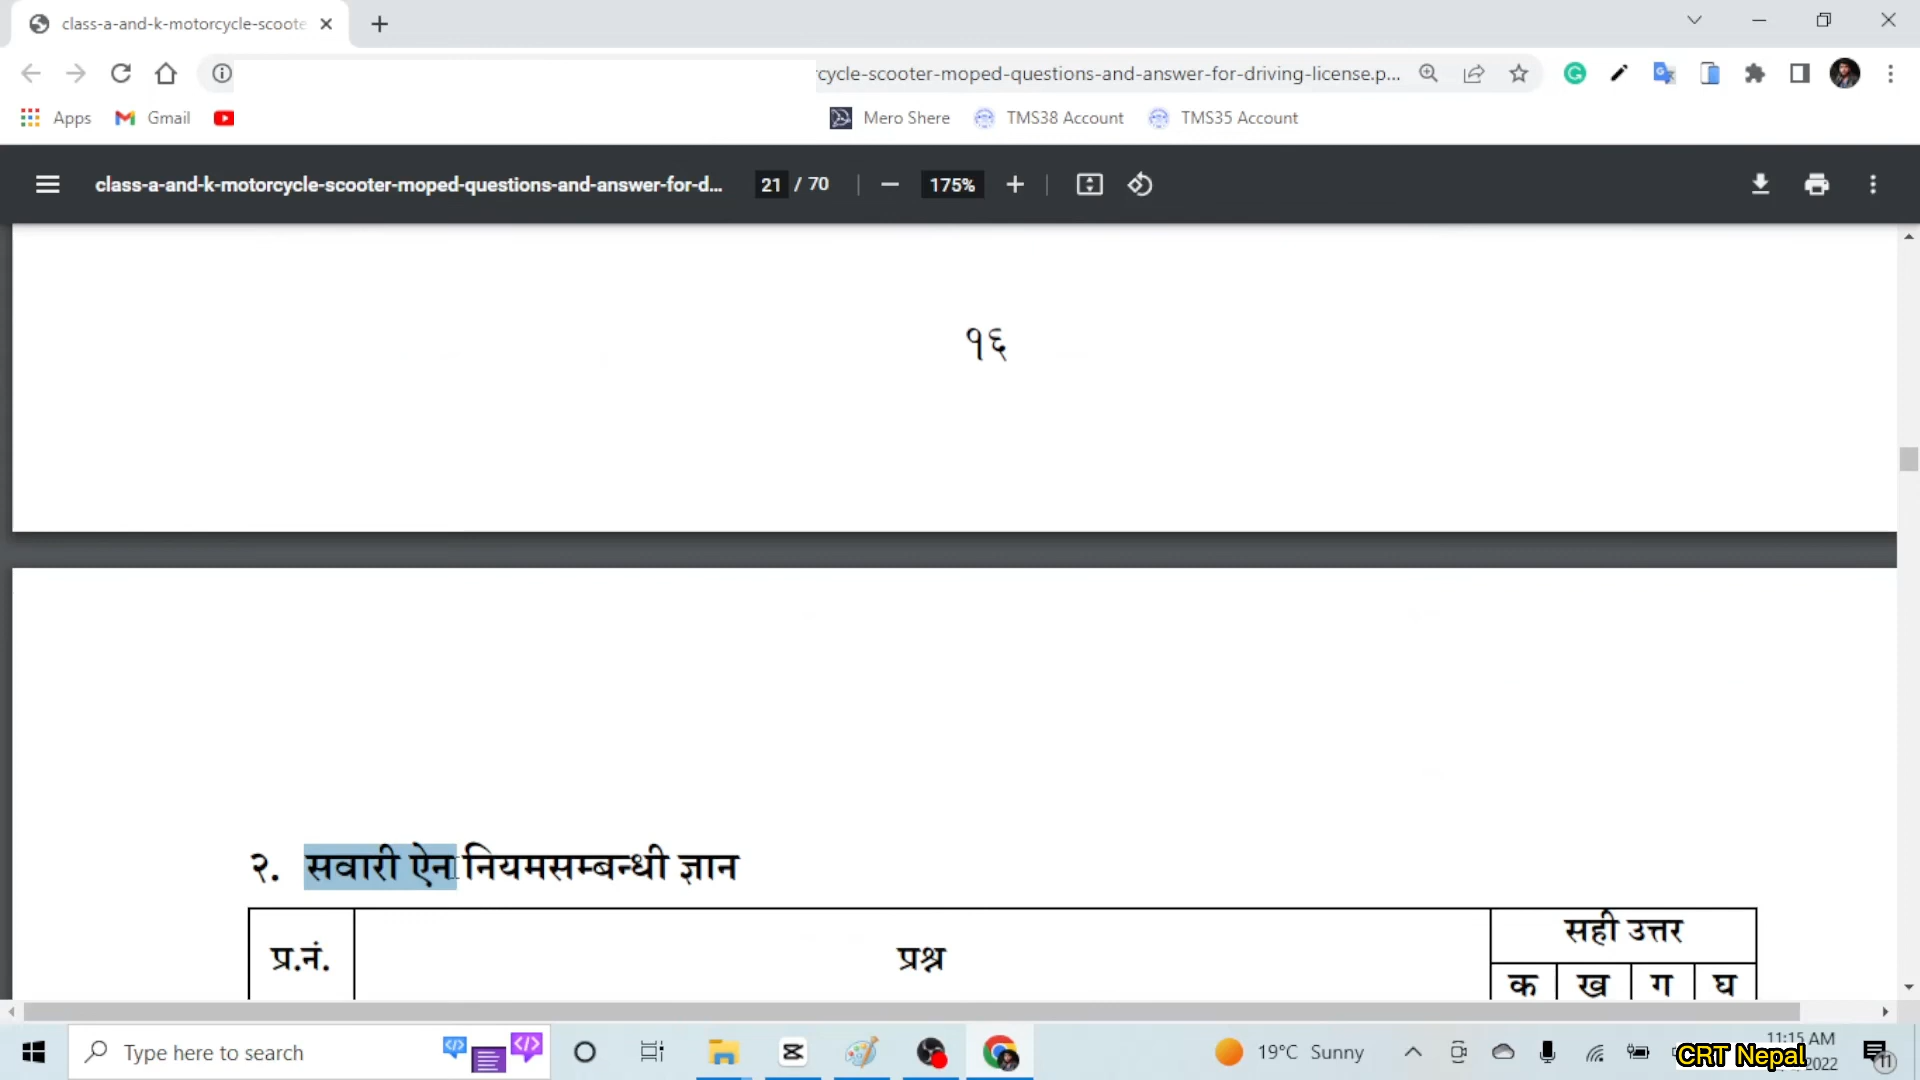 class-a-and-k-motorcycle-scoote
cycle-scooter-moped-questions-and-answer-for-driving-license.p...
Apps Gmail Mero Shere TMS38 Account TMS35 Account
class-a-and-k-motorcycle-scooter-moped-questions-and-answer-for-d... 21 / 70 175%
१६
२. सवारी ऐन नियमसम्बन्धी ज्ञान
सही उत्तर
प्र.नं. प्रश्न
क ख ग घ
Type here to search 19°C Sunny 11:15 AM
CRT Nepal 2022 11